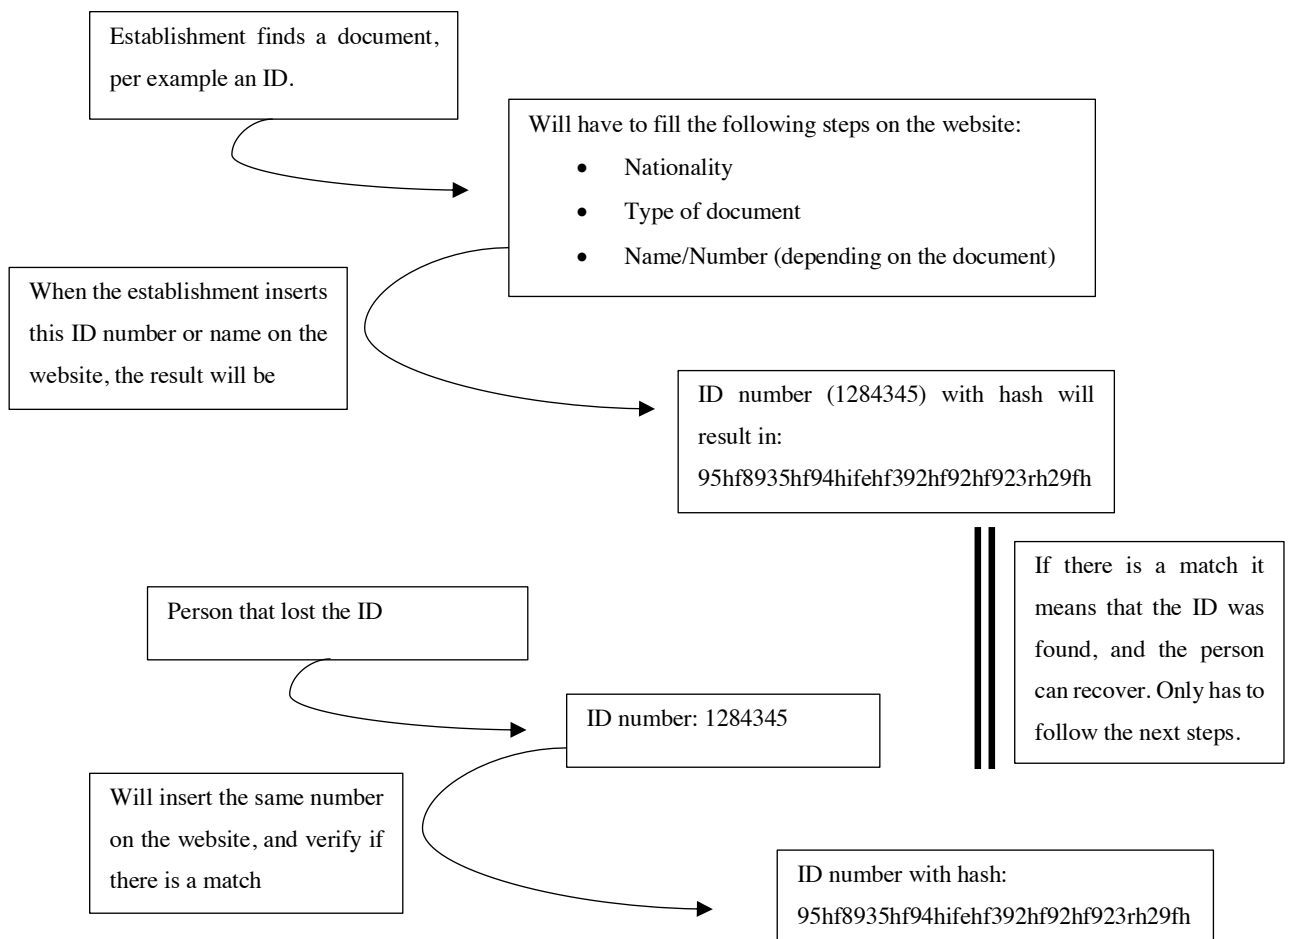 Establishment finds a document,
per example an ID.
Will have to fill the following steps on the website:
• Nationality
• Type of document
• Name/Number (depending on the document)
When the establishment inserts
this ID number or name on the
website, the result will be
ID number (1284345) with hash will
result in:
95hf8935hf94hifehf392hf92hf923rh29fh
If there is a match it
means that the ID was
found, and the person
can recover. Only has to
follow the next steps.
Person that lost the ID
ID number: 1284345
Will insert the same number
on the website, and verify if
there is a match
ID number with hash:
95hf8935hf94hifehf392hf92hf923rh29fh